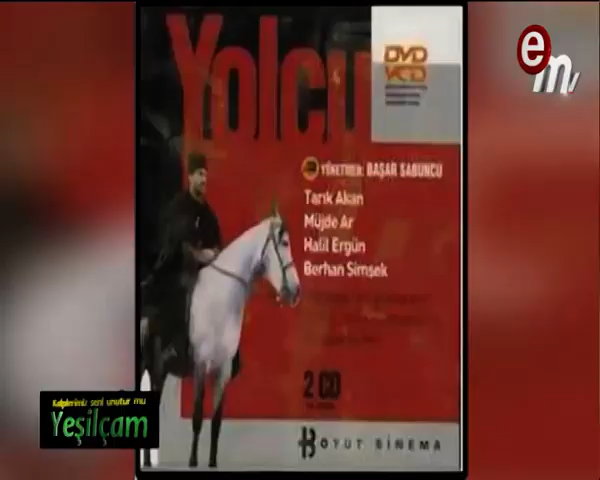 Yolcu
DVD
VCD
em
YÖNETMEN: BAŞAR SABUNCU
Tarık Akan
Müjde Ar
Halil Ergün
Berhan Şimşek
2 CD
BOYUT SİNEMA
Kalplerimiz seni unutur mu
Yeşilçam